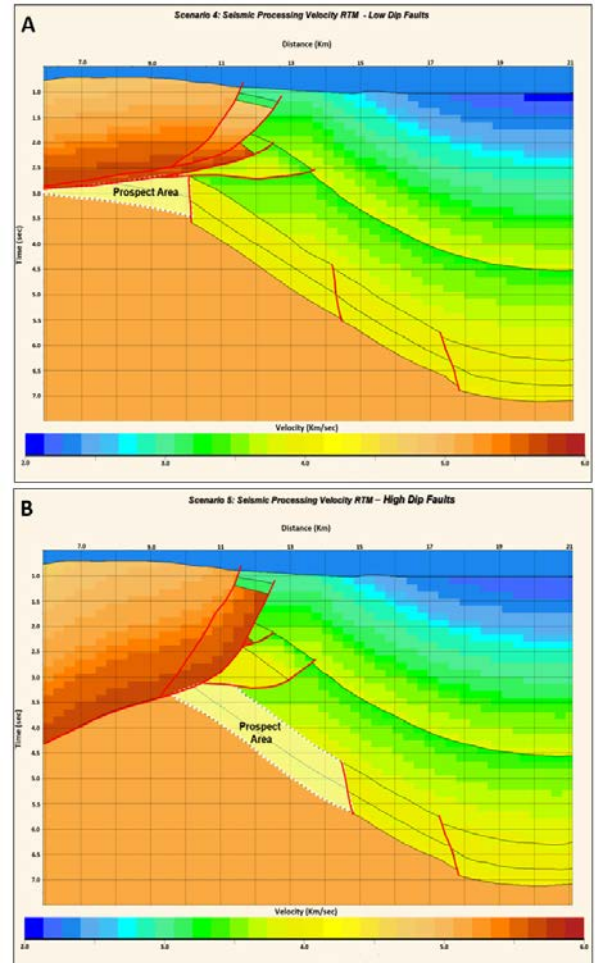 A
Scenario 4: Seismic Processing Velocity RTM - Low Dip Faults
Distance (Km)
7.0 9.0 11 13 15 17 19 21
1.0
2.0
2.5
3.0
3.5
4.0
4.5
5.0
5.5
6.0
6.5
7.0
Time (sec)
Prospect Area
Velocity (Km/sec)
2.0 3.0 4.0 5.0 6.0
B
Scenario 5: Seismic Processing Velocity RTM – High Dip Faults
Distance (Km)
7.0 9.0 11 13 15 17 19 21
1.0
1.5
2.0
2.5
3.0
3.5
4.0
4.5
5.0
5.5
6.0
6.5
7.0
Time (sec)
Prospect
Area
Velocity (Km/sec)
2.0 3.0 4.0 5.0 6.0